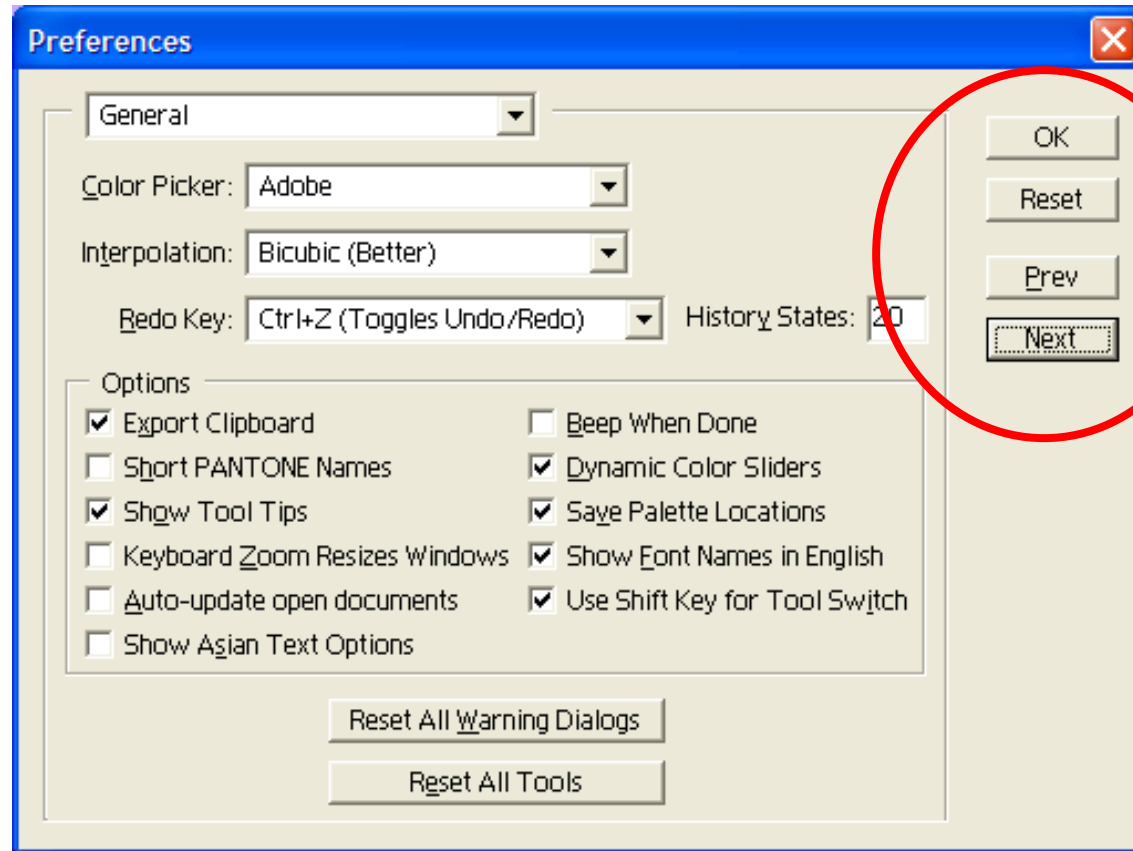 Preferences
General
OK
Color Picker: Adobe
Reset
Interpolation: Bicubic (Better)
Prev
Redo Key: Ctrl+Z (Toggles Undo/Redo) History States: 20
Next
Options
Export Clipboard Beep When Done
Short PANTONE Names Dynamic Color Sliders
Show Tool Tips Save Palette Locations
Keyboard Zoom Resizes Windows Show Font Names in English
Auto-update open documents Use Shift Key for Tool Switch
Show Asian Text Options
Reset All Warning Dialogs
Reset All Tools